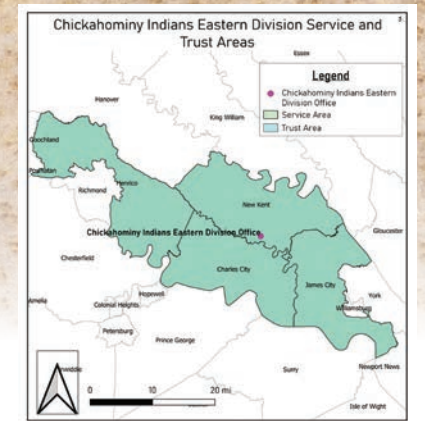 Chickahominy Indians Eastern Division Service and
Trust Areas
Essex
Legend
Chickahominy Indians Eastern
Division Office
Service Area
Trust Area
Hanover
King William
Goochland
Powhatan
Henrico
Richmond
New Kent
Gloucester
Chickahominy Indians Eastern Division Office
Chesterfield
Charles City
James City
York
Amelia
Colonial Heights
Hopewell
Williamsburg
Petersburg
Prince George
Surry
Newport News
0 10 20 mi
Isle of Wight